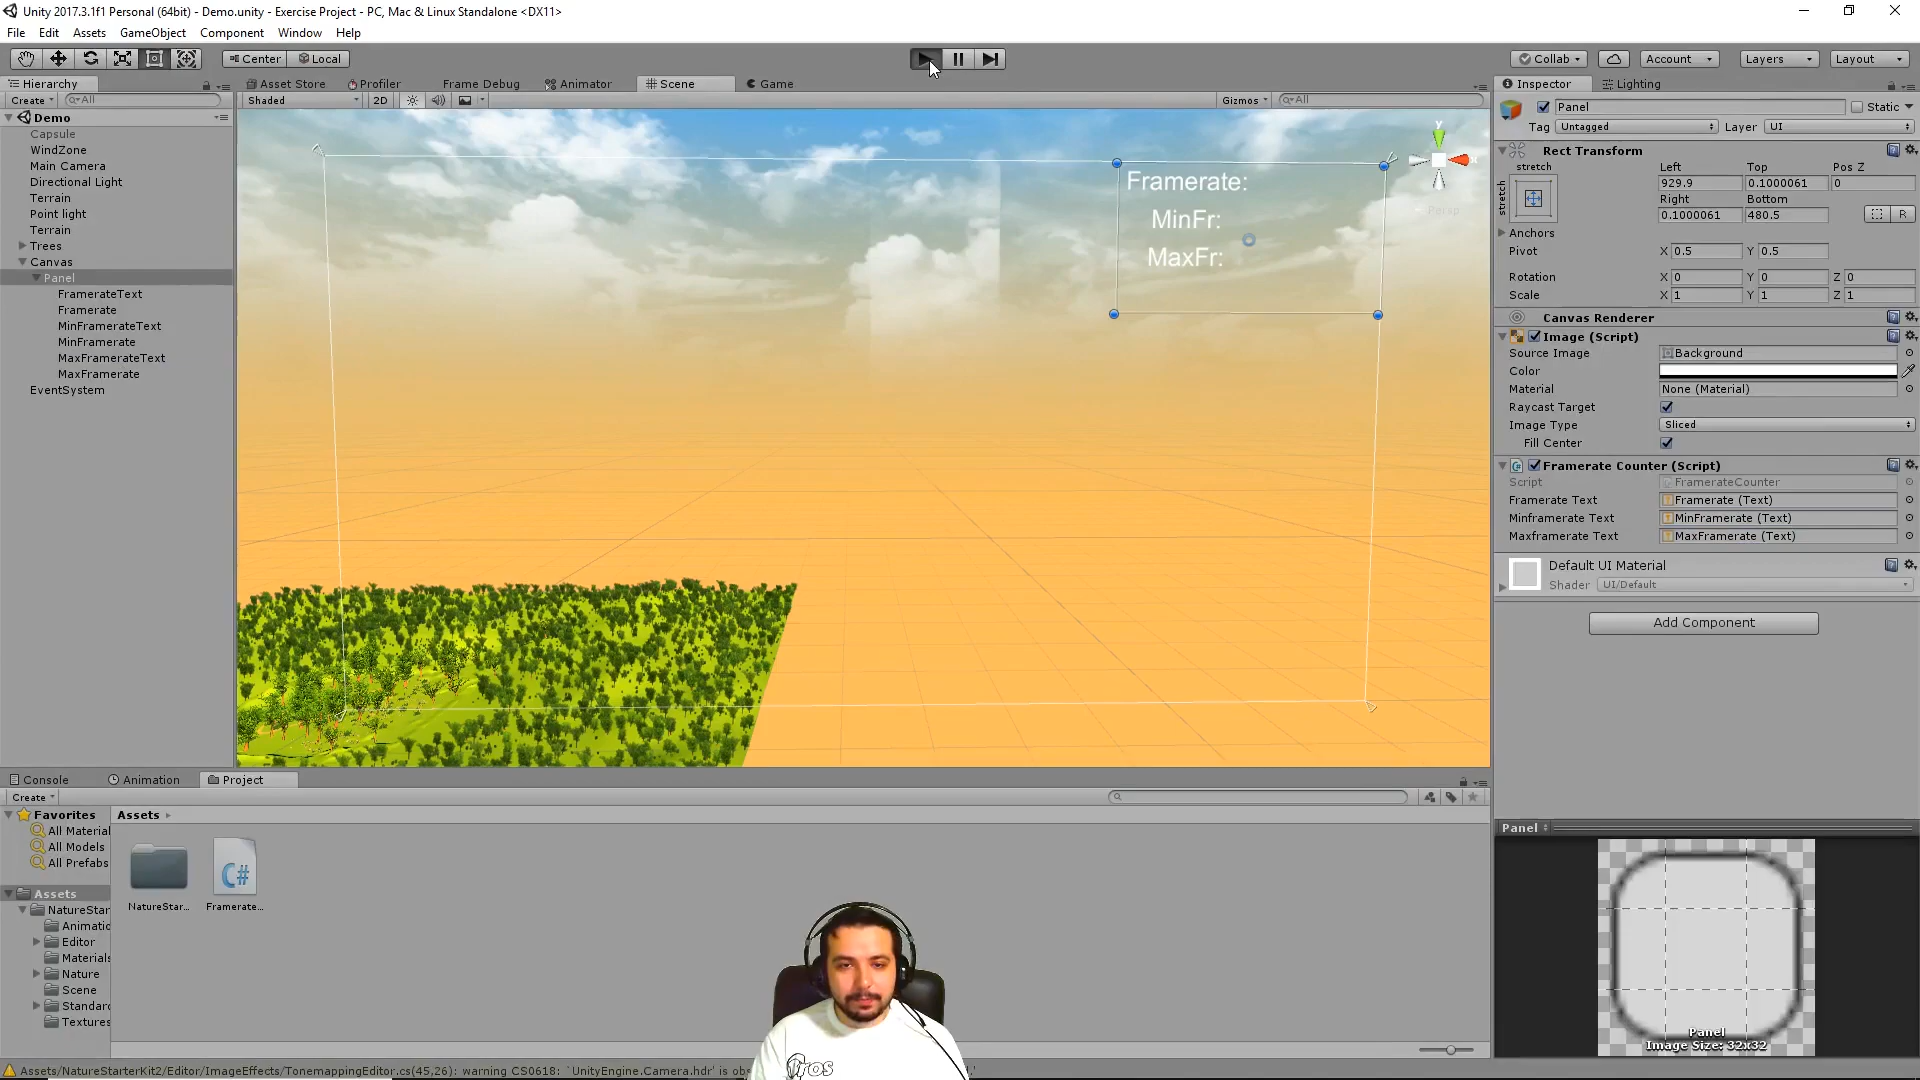 Unity 2017.3.1f1 Personal (64bit) - Demo.unity - Exercise Project - PC, Mac & Linux Standalone <DX11>
File Edit Assets GameObject Component Window Help
Center Local Collab Account Layers Layout
Hierarchy
Create All
Demo
Capsule
WindZone
Main Camera
Directional Light
Terrain
Point light
Terrain
Trees
Canvas
Panel
FramerateText
Framerate
MinFramerateText
MinFramerate
MaxFramerateText
MaxFramerate
EventSystem
Asset Store Profiler Frame Debug Animator Scene Game
Shaded 2D Gizmos All
y
x
Persp
Framerate:
MinFr:
MaxFr:
Inspector Lighting
Panel Static
Tag Untagged Layer UI
Rect Transform
stretch Left Top Pos Z
stretch 929.9 0.1000061 0
Right Bottom
0.1000061 480.5 R
Anchors
Pivot X 0.5 Y 0.5
Rotation X 0 Y 0 Z 0
Scale X 1 Y 1 Z 1
Canvas Renderer
Image (Script)
Source Image Background
Color
Material None (Material)
Raycast Target
Image Type Sliced
Fill Center
Framerate Counter (Script)
Script FramerateCounter
Framerate Text Framerate (Text)
Minframerate Text MinFramerate (Text)
Maxframerate Text MaxFramerate (Text)
Default UI Material
Shader UI/Default
Add Component
Console Animation Project
Create
Favorites
All Material
All Models
All Prefabs
Assets
NatureStar
Animatic
Editor
Materials
Nature
Scene
Standard
Textures
Assets
NatureStar...
C#
Framerate...
Panel
Panel
Image Size: 32x32
Assets/NatureStarterKit2/Editor/ImageEffects/TonemappingEditor.cs(45,26): warning CS0618: `UnityEngine.Camera.hdr' is obs